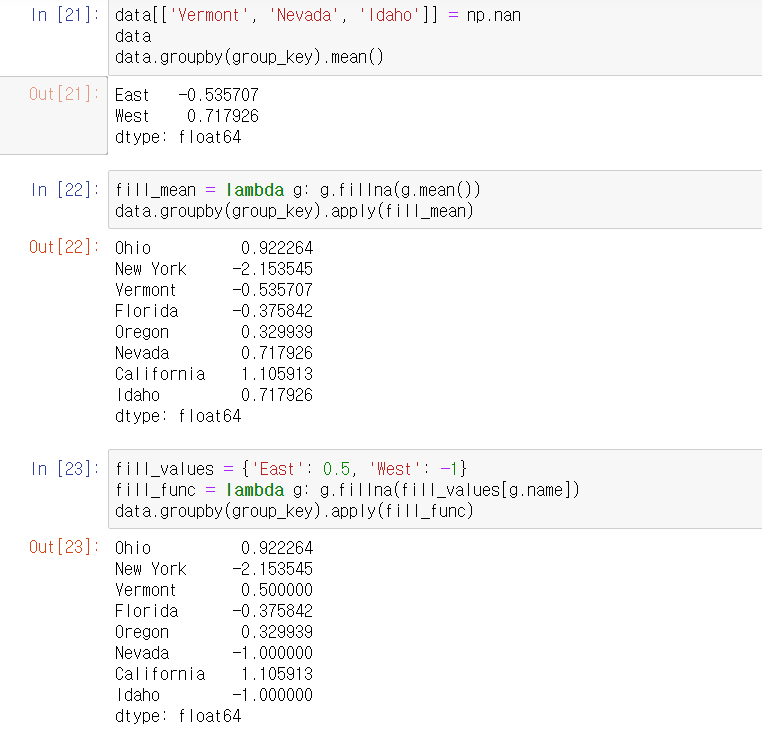 In [21]: data[['Vermont', 'Nevada', 'Idaho']] = np.nan
data
data.groupby(group_key).mean()
Out[21]: East   -0.535707
West    0.717926
dtype: float64
In [22]: fill_mean = lambda g: g.fillna(g.mean())
data.groupby(group_key).apply(fill_mean)
Out[22]: Ohio          0.922264
New York     -2.153545
Vermont      -0.535707
Florida      -0.375842
Oregon        0.329939
Nevada        0.717926
California    1.105913
Idaho         0.717926
dtype: float64
In [23]: fill_values = {'East': 0.5, 'West': -1}
fill_func = lambda g: g.fillna(fill_values[g.name])
data.groupby(group_key).apply(fill_func)
Out[23]: Ohio          0.922264
New York     -2.153545
Vermont       0.500000
Florida      -0.375842
Oregon        0.329939
Nevada       -1.000000
California    1.105913
Idaho        -1.000000
dtype: float64